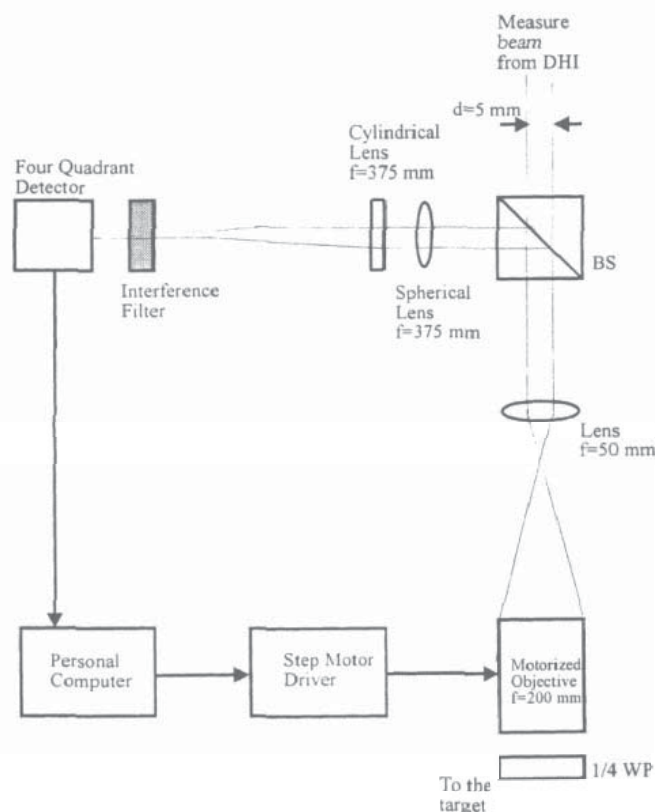 Measure
beam
from DHI
d=5 mm
Cylindrical
Lens
f=375 mm
Four Quadrant
Detector
BS
Interference
Filter
Spherical
Lens
f=375 mm
Lens
f=50 mm
Personal
Computer
Step Motor
Driver
Motorized
Objective
f=200 mm
1/4 WP
To the
target